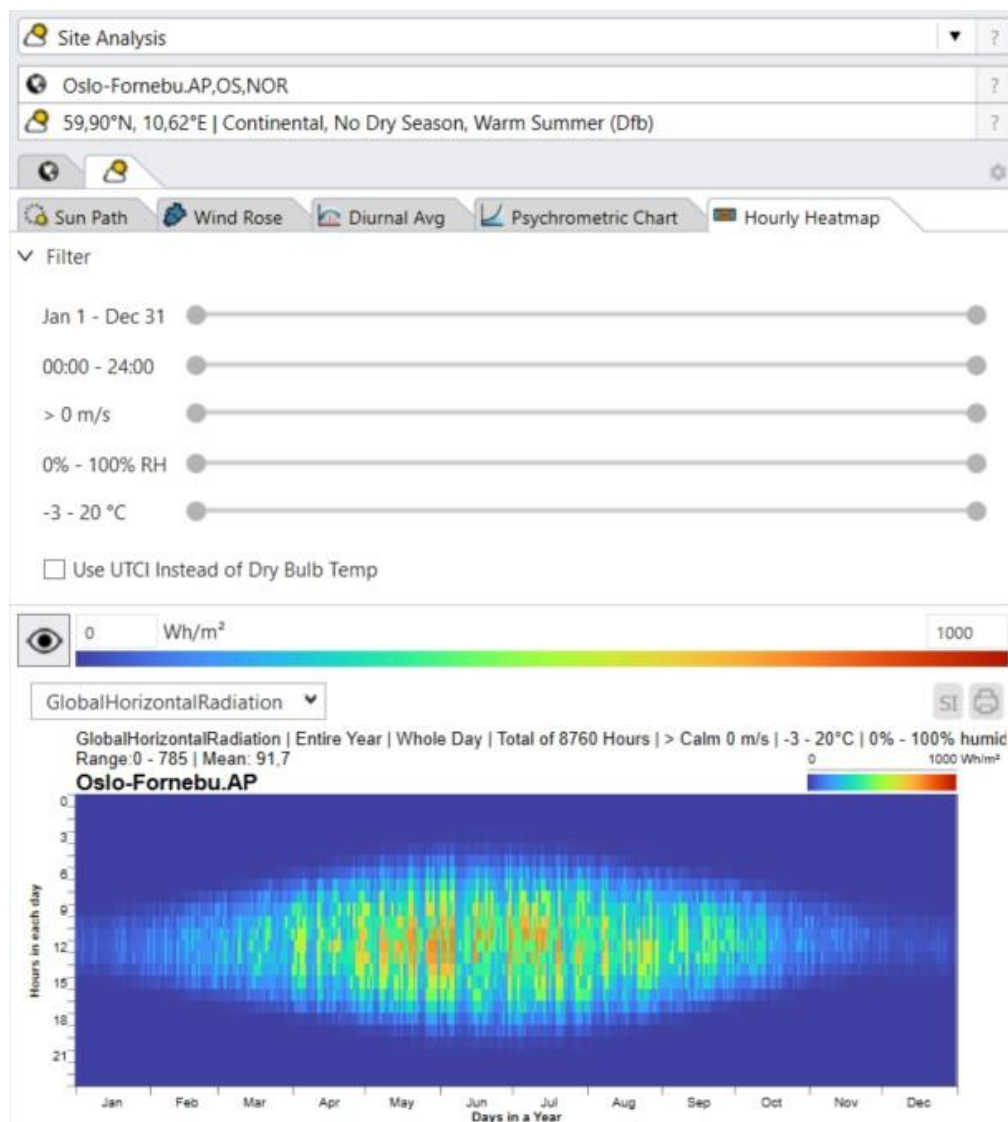 Site Analysis ▼ ?
Oslo-Fornebu.AP,OS,NOR ?
59,90°N, 10,62°E | Continental, No Dry Season, Warm Summer (Dfb) ?
Sun Path Wind Rose Diurnal Avg Psychrometric Chart Hourly Heatmap
Filter
Jan 1 - Dec 31
00:00 - 24:00
> 0 m/s
0% - 100% RH
-3 - 20 °C
Use UTCI Instead of Dry Bulb Temp
0 Wh/m² 1000
GlobalHorizontalRadiation SI
GlobalHorizontalRadiation | Entire Year | Whole Day | Total of 8760 Hours | > Calm 0 m/s | -3 - 20°C | 0% - 100% humid
Range:0 - 785 | Mean: 91,7
0 1000 Wh/m²
Oslo-Fornebu.AP
0
3
6
9
12
15
18
21
Hours in each day
Jan Feb Mar Apr May Jun Jul Aug Sep Oct Nov Dec
Days in a Year